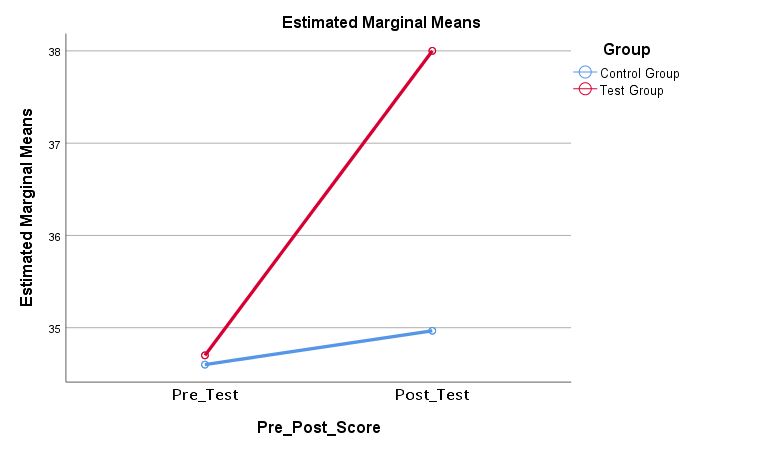 Estimated Marginal Means
Group
Control Group
Test Group
Estimated Marginal Means
38
37
36
35
Pre_Test
Post_Test
Pre_Post_Score